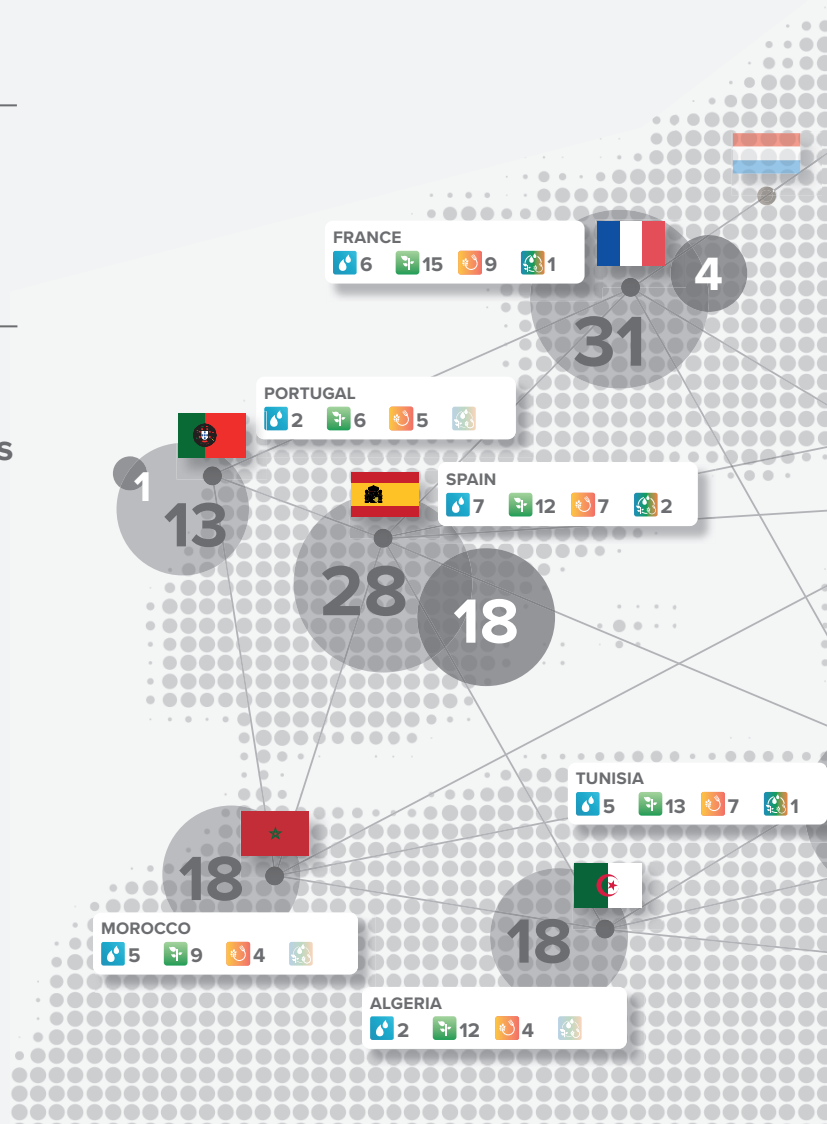 FRANCE
6 15 9 1
4
31
PORTUGAL
2 6 5
S
1
13
SPAIN
7 12 7 2
28
18
TUNISIA
5 13 7 1
18
MOROCCO
5 9 4
18
ALGERIA
2 12 4